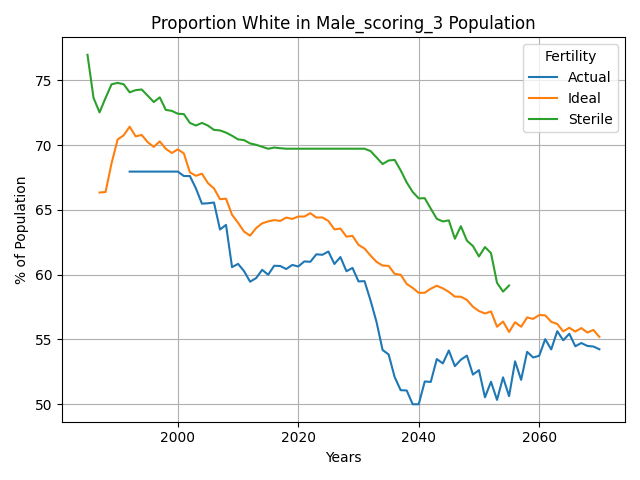 Proportion White in Male_scoring_3 Population
Fertility
Actual
Ideal
Sterile
% of Population
75
70
65
60
55
50
2000
2020
2040
2060
Years